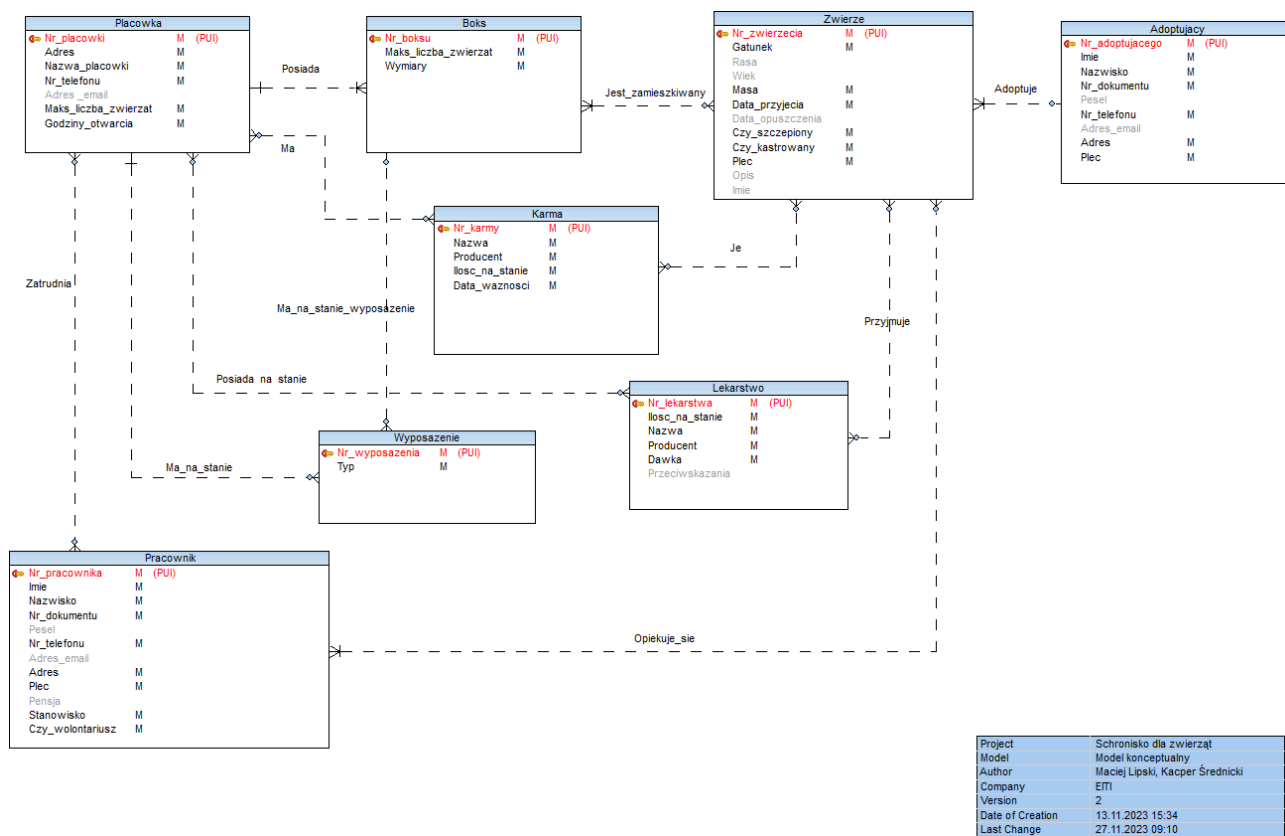 Placowka
Nr_placowki M (PUI)
Adres M
Nazwa_placowki M
Nr_telefonu M
Adres _email
Maks_liczba_zwierzat M
Godziny_otwarcia M
Posiada
Boks
Nr_boksu M (PUI)
Maks_liczba_zwierzat M
Wymiary M
Jest_zamieszkiwany
Zwierze
Nr_zwierzecia M (PUI)
Gatunek M
Rasa
Wiek
Masa M
Data_przyjecia M
Data_opuszczenia
Czy_szczepiony M
Czy_kastrowany M
Plec M
Opis
Imie
Adoptuje
Adoptujacy
Nr_adoptujacego M (PUI)
Imie M
Nazwisko M
Nr_dokumentu M
Pesel
Nr_telefonu M
Adres_email
Adres M
Plec M
Ma
Karma
Nr_karmy M (PUI)
Nazwa M
Producent M
Ilosc_na_stanie M
Data_waznosci M
Je
Zatrudnia
Ma_na_stanie_wyposazenie
Przyjmuje
Posiada_na_stanie
Lekarstwo
Nr_lekarstwa M (PUI)
Ilosc_na_stanie M
Nazwa M
Producent M
Dawka M
Przeciwskazania
Wyposazenie
Nr_wyposazenia M (PUI)
Typ M
Ma_na_stanie
Pracownik
Nr_pracownika M (PUI)
Imie M
Nazwisko M
Nr_dokumentu M
Pesel
Nr_telefonu M
Adres_email
Adres M
Plec M
Pensja
Stanowisko M
Czy_wolontariusz M
Opiekuje_sie
Project Schronisko dla zwierząt
Model Model konceptualny
Author Maciej Lipski, Kacper Średnicki
Company EITI
Version 2
Date of Creation 13.11.2023 15:34
Last Change 27.11.2023 09:10